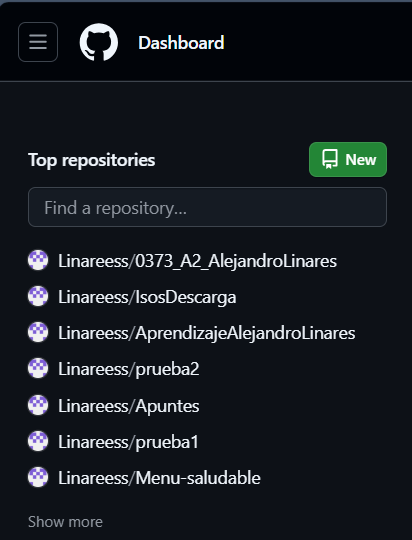 Dashboard
Top repositories
New
Find a repository...
Linareess/0373_A2_AlejandroLinares
Linareess/IsosDescarga
Linareess/AprendizajeAlejandroLinares
Linareess/prueba2
Linareess/Apuntes
Linareess/prueba1
Linareess/Menu-saludable
Show more